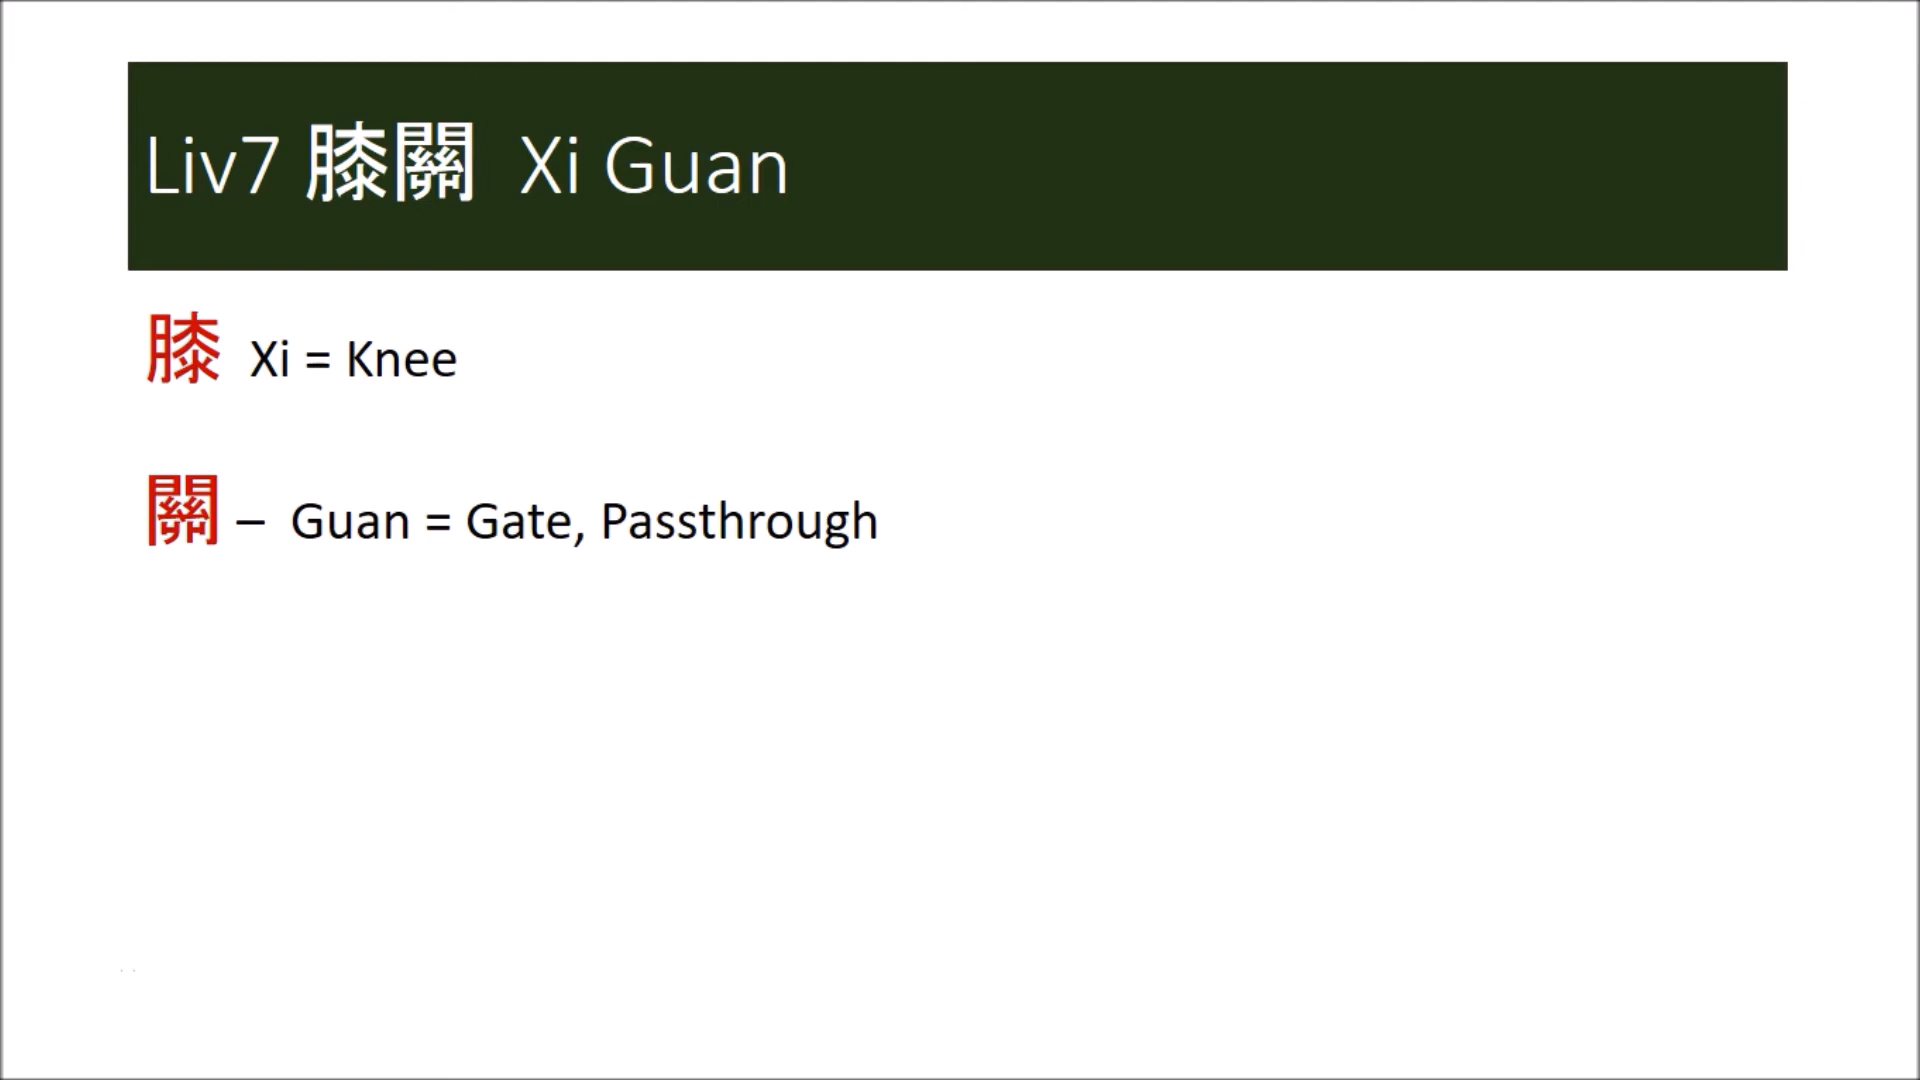 Liv7 膝關 Xi Guan
膝 Xi = Knee
關 – Guan = Gate, Passthrough